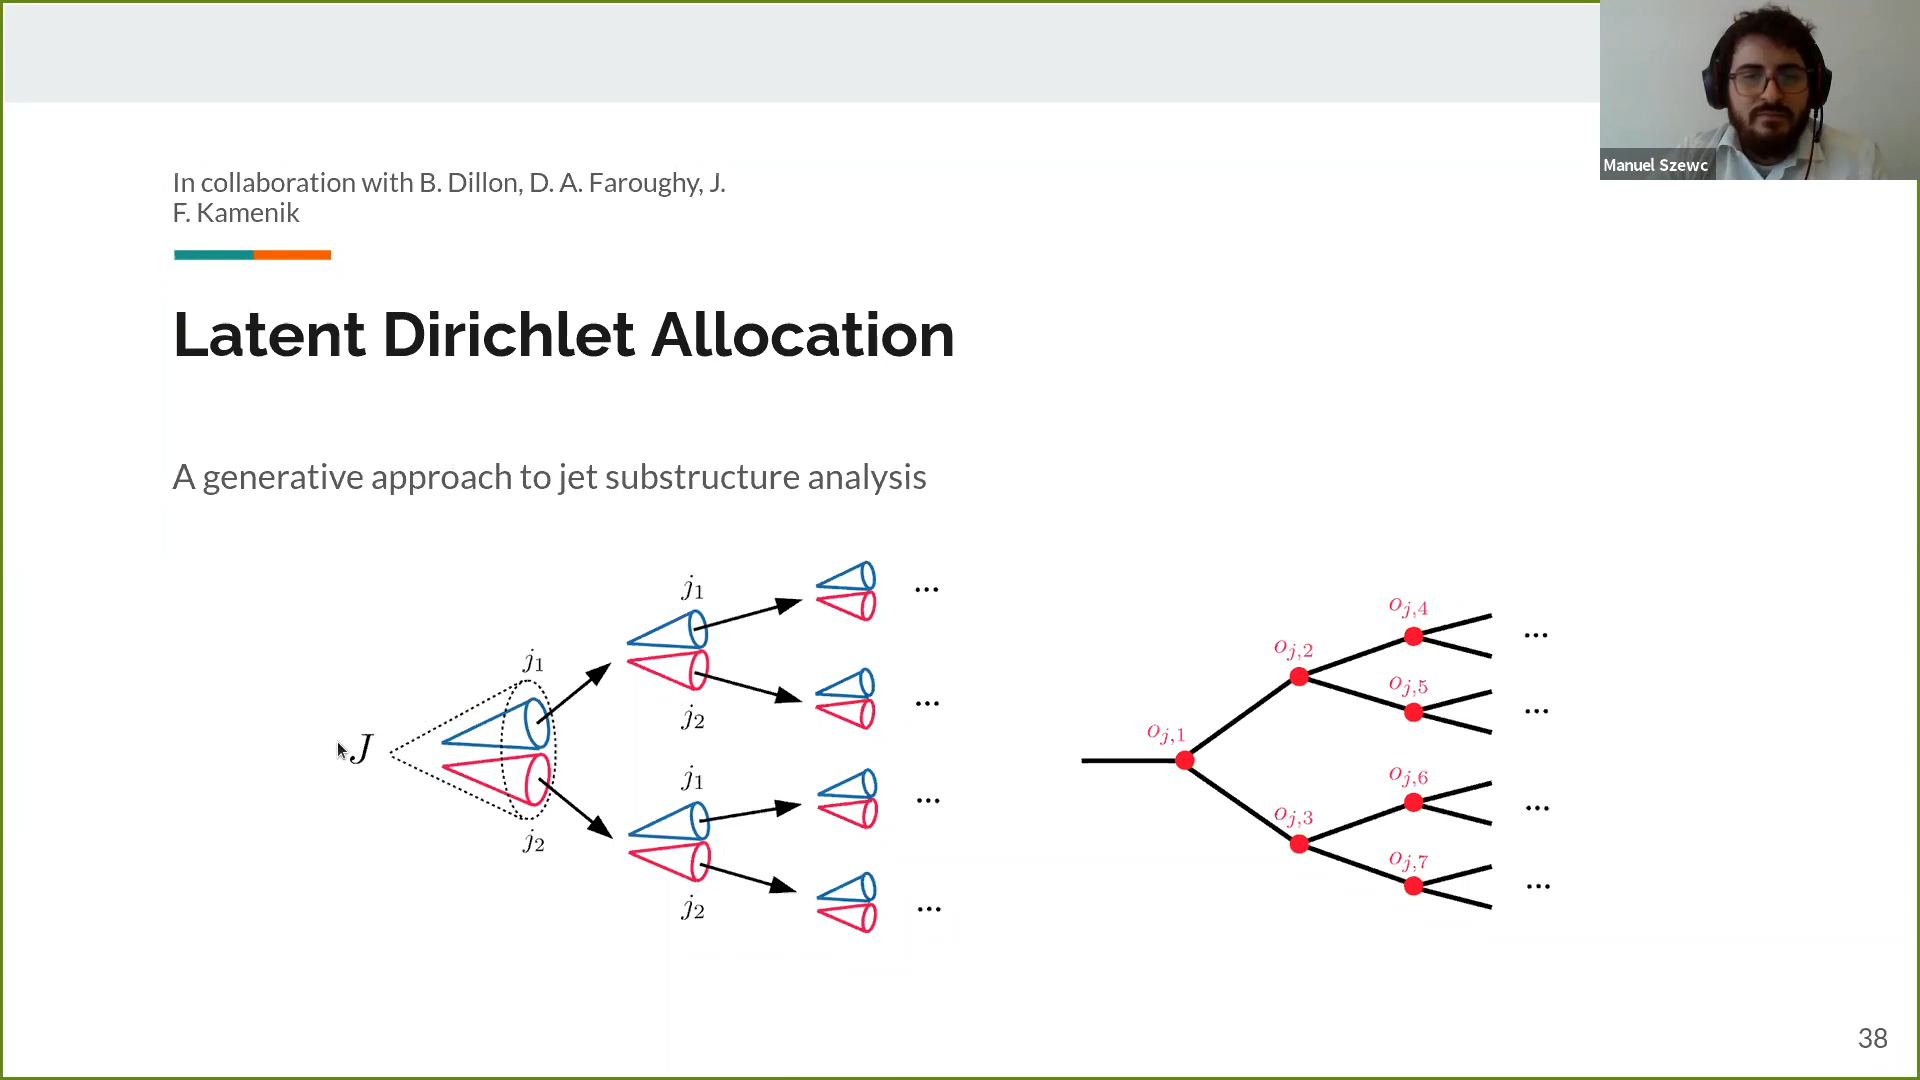 Manuel Szewc
In collaboration with B. Dillon, D. A. Faroughy, J.
F. Kamenik
Latent Dirichlet Allocation
A generative approach to jet substructure analysis
J
j₁
j₂
j₁
j₂
j₁
j₂
...
...
...
...
o_{j,1}
o_{j,2}
o_{j,3}
o_{j,4}
o_{j,5}
o_{j,6}
o_{j,7}
...
...
...
...
38